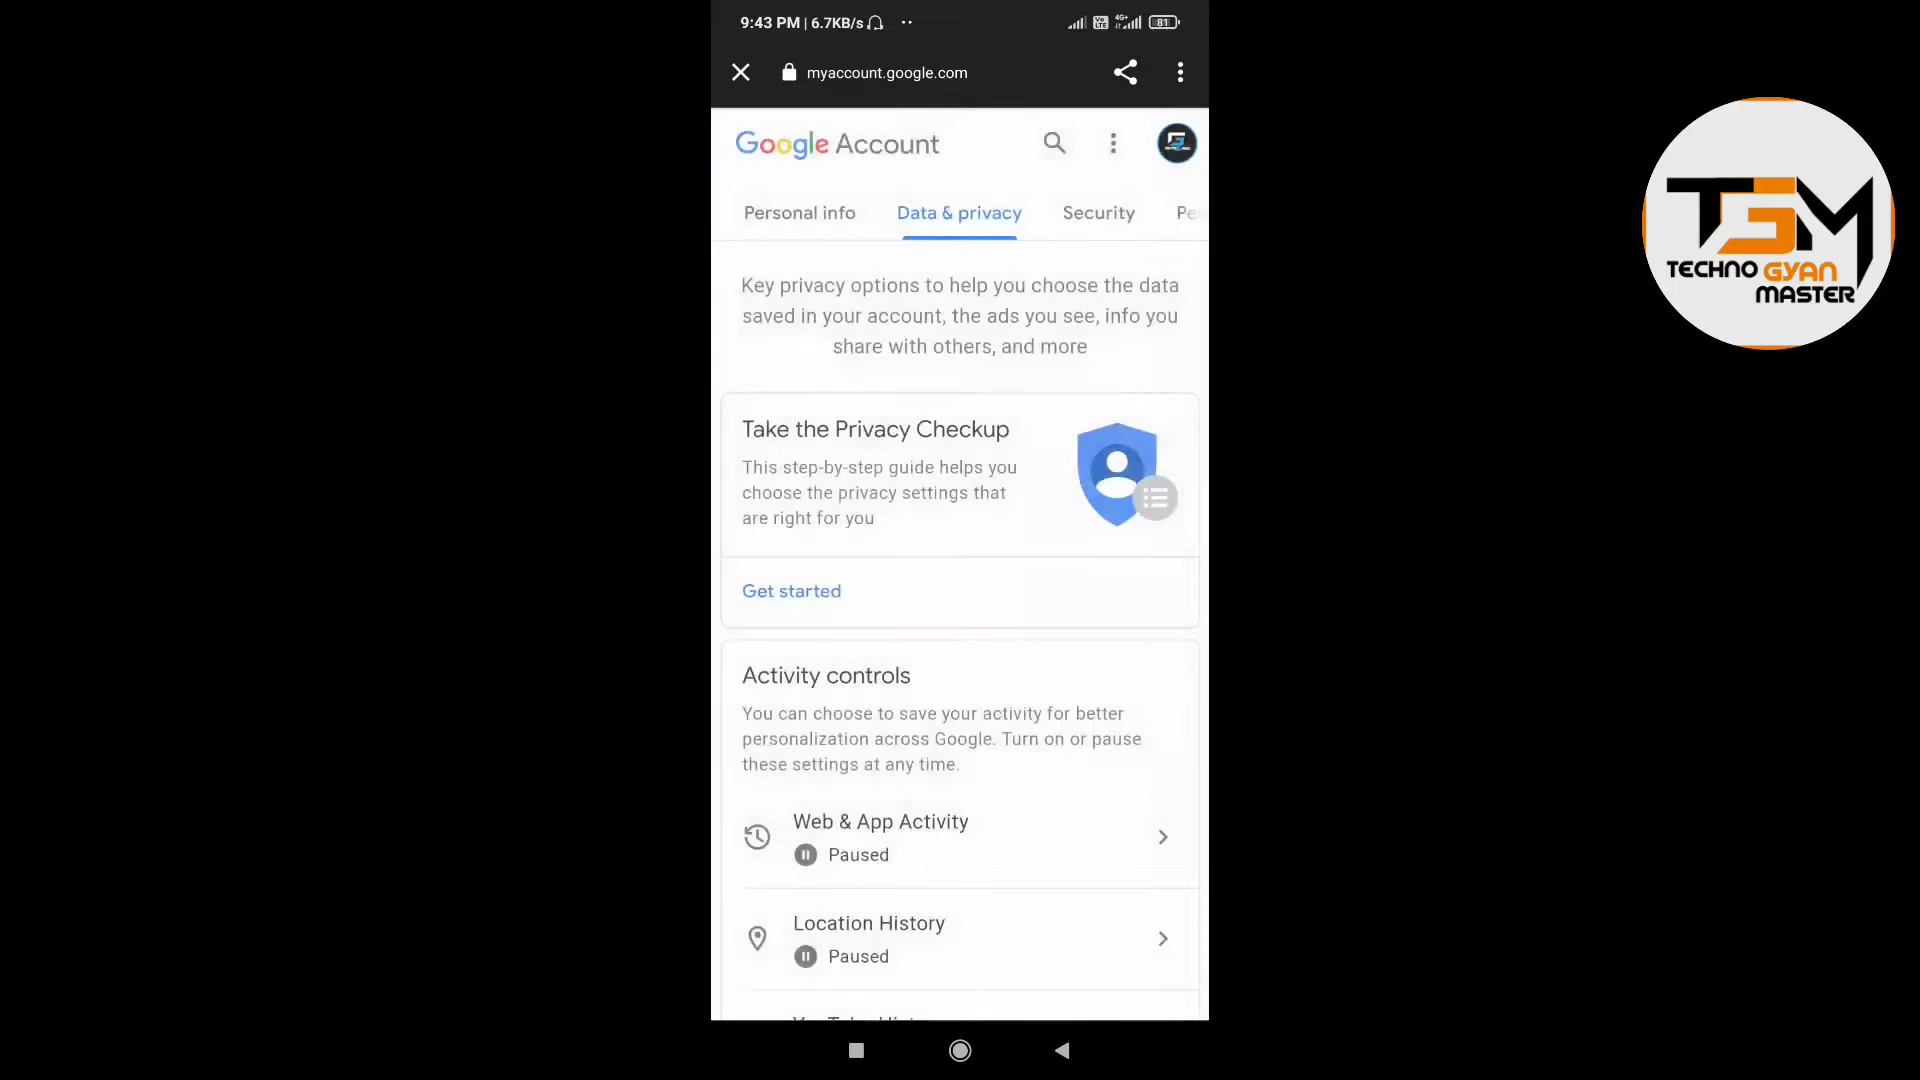 9:43 PM | 6.7KB/s
Vo LTE 4G+ 81
myaccount.google.com
Google Account
Personal info Data & privacy Security Pe
Key privacy options to help you choose the data
saved in your account, the ads you see, info you
share with others, and more
Take the Privacy Checkup
This step-by-step guide helps you
choose the privacy settings that
are right for you
Get started
Activity controls
You can choose to save your activity for better
personalization across Google. Turn on or pause
these settings at any time.
Web & App Activity
Paused
Location History
Paused
TGM
TECHNO GYAN
MASTER